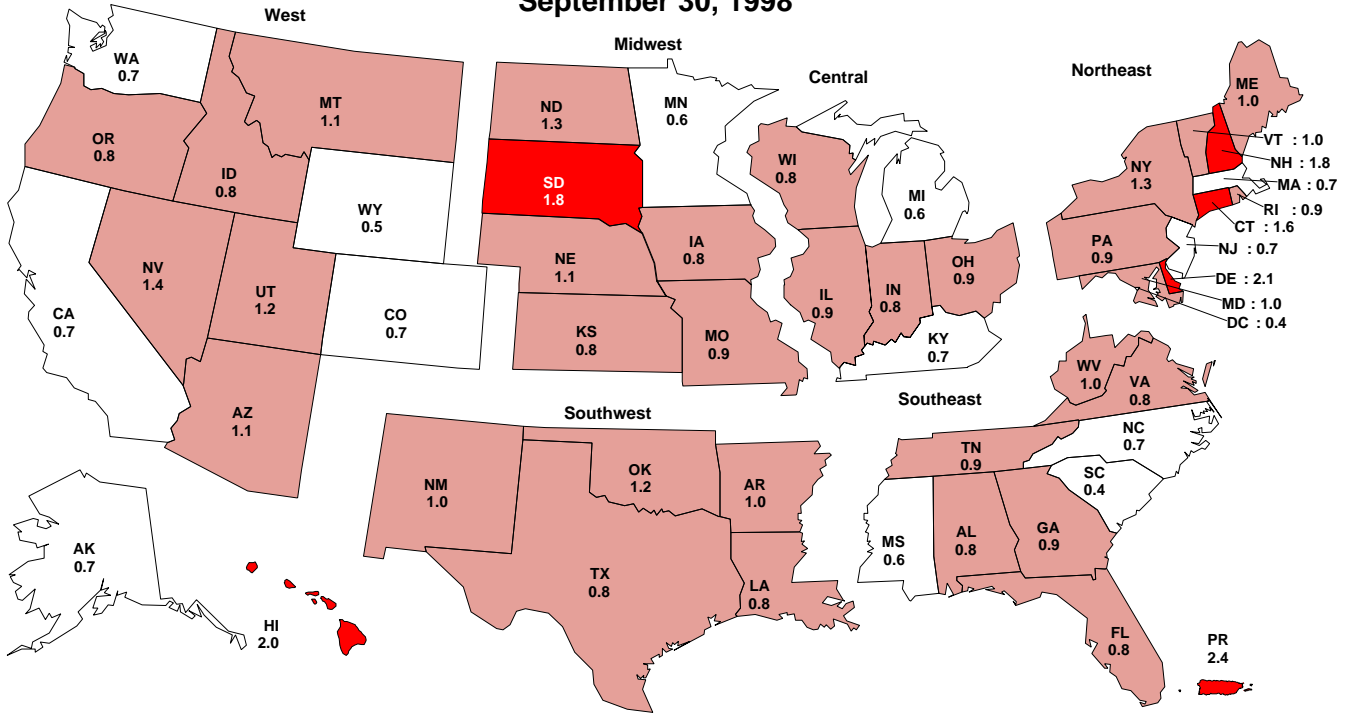 September 30, 1998
West
Midwest
Central
Northeast
WA
0.7
MT
1.1
OR
0.8
ID
0.8
WY
0.5
NV
1.4
UT
1.2
CO
0.7
CA
0.7
AZ
1.1
AK
0.7
HI
2.0
ND
1.3
MN
0.6
SD
1.8
NE
1.1
IA
0.8
KS
0.8
MO
0.9
WI
0.8
MI
0.6
IL
0.9
IN
0.8
OH
0.9
KY
0.7
ME
1.0
VT : 1.0
NH : 1.8
MA : 0.7
RI : 0.9
CT : 1.6
NJ : 0.7
DE : 2.1
MD : 1.0
DC : 0.4
NY
1.3
PA
0.9
Southwest
NM
1.0
OK
1.2
AR
1.0
TX
0.8
LA
0.8
Southeast
WV
1.0
VA
0.8
NC
0.7
TN
0.9
SC
0.4
MS
0.6
AL
0.8
GA
0.9
FL
0.8
PR
2.4